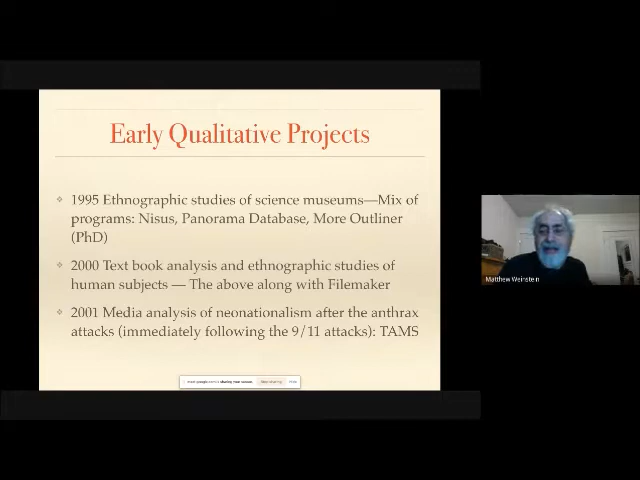 Early Qualitative Projects
❖ 1995 Ethnographic studies of science museums—Mix of
programs: Nisus, Panorama Database, More Outliner
(PhD)
❖ 2000 Text book analysis and ethnographic studies of
human subjects — The above along with Filemaker
❖ 2001 Media analysis of neonationalism after the anthrax
attacks (immediately following the 9/11 attacks): TAMS
Matthew Weinstein